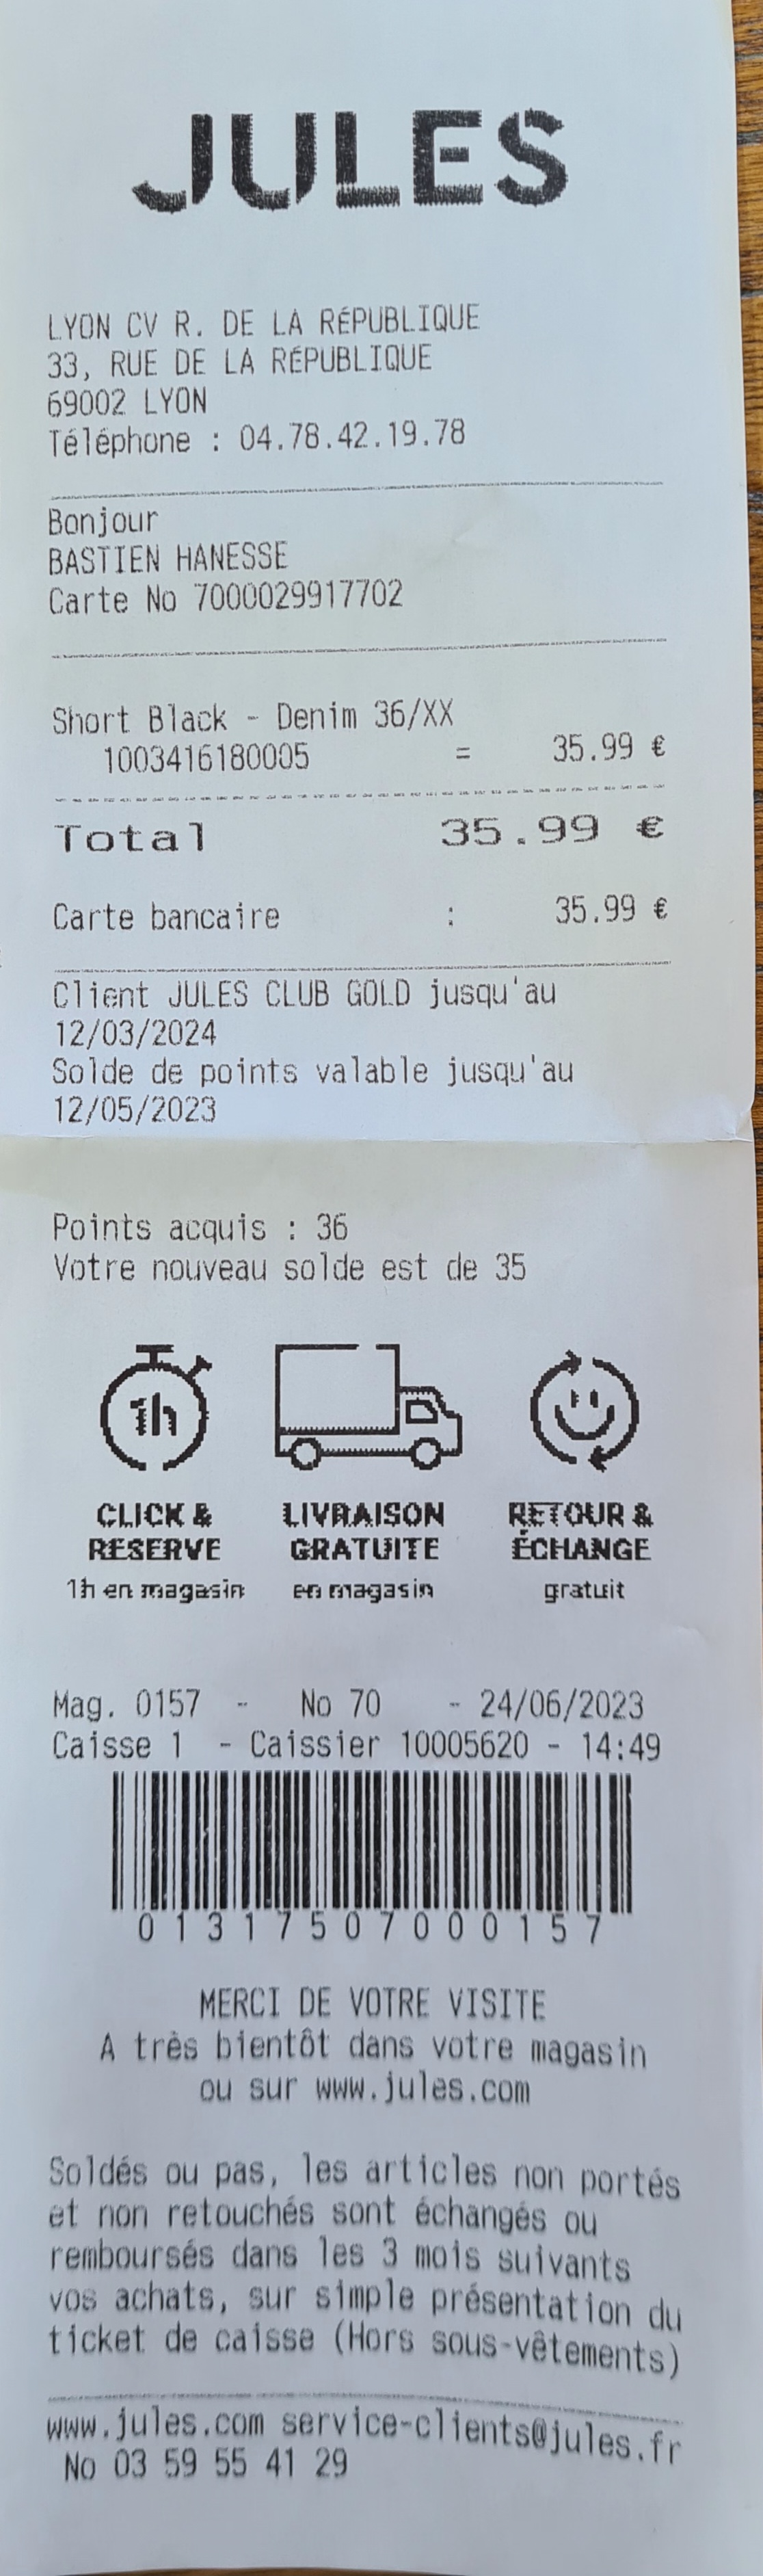 JULES
LYON CV R. DE LA RÉPUBLIQUE
33, RUE DE LA RÉPUBLIQUE
69002 LYON
Téléphone : 04.78.42.19.78
Bonjour
BASTIEN HANESSE
Carte No 7000029917702
Short Black - Denim 36/XX
1003416180005 = 35.99 €
Total 35.99 €
Carte bancaire : 35.99 €
Client JULES CLUB GOLD jusqu'au
12/03/2024
Solde de points valable jusqu'au
12/05/2023
Points acquis : 36
Votre nouveau solde est de 35
1h
CLICK & LIVRAISON RETOUR &
RESERVE GRATUITE ÉCHANGE
1h en magasin en magasin gratuit
Mag. 0157 - No 70 - 24/06/2023
Caisse 1 - Caissier 10005620 - 14:49
01317507000157
MERCI DE VOTRE VISITE
A très bientôt dans votre magasin
ou sur www.jules.com
Soldés ou pas, les articles non portés
et non retouchés sont échangés ou
remboursés dans les 3 mois suivants
vos achats, sur simple présentation du
ticket de caisse (Hors sous-vêtements)
www.jules.com service-clients@jules.fr
No 03 59 55 41 29